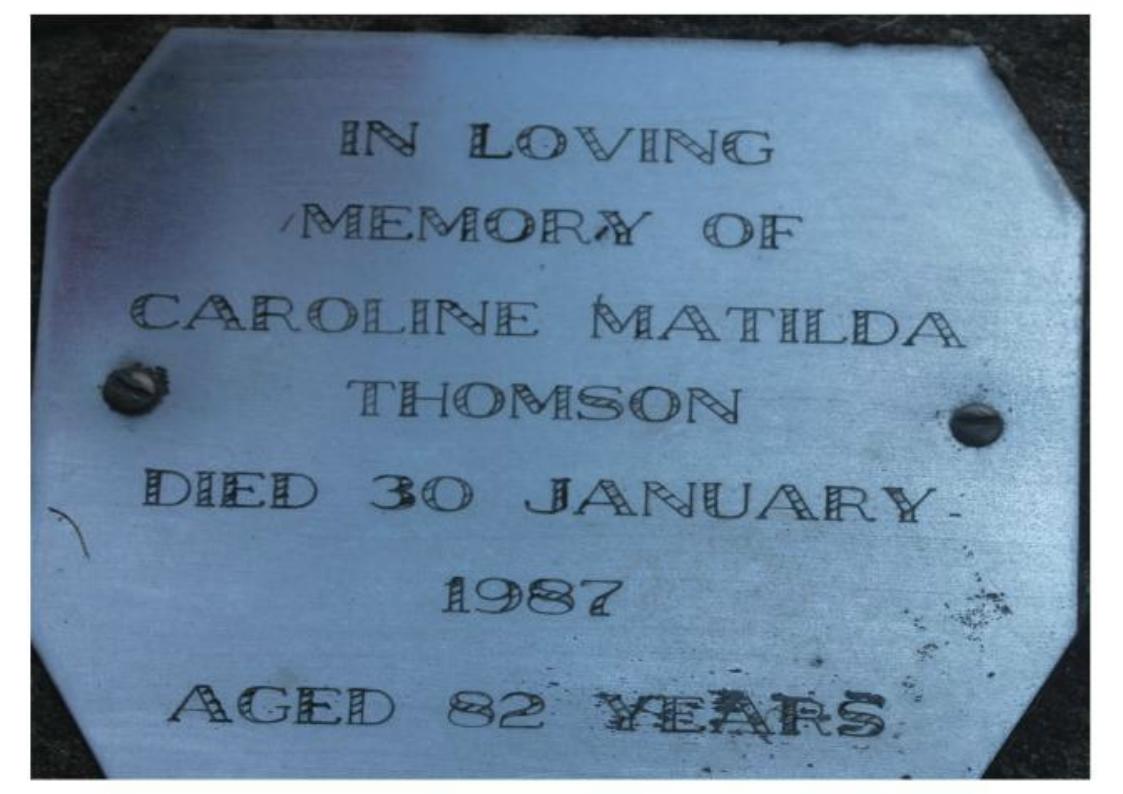 IN LOVING
MEMORY OF
CAROLINE MATILDA
THOMSON
DIED 30 JANUARY
1987
AGED 82 YEARS